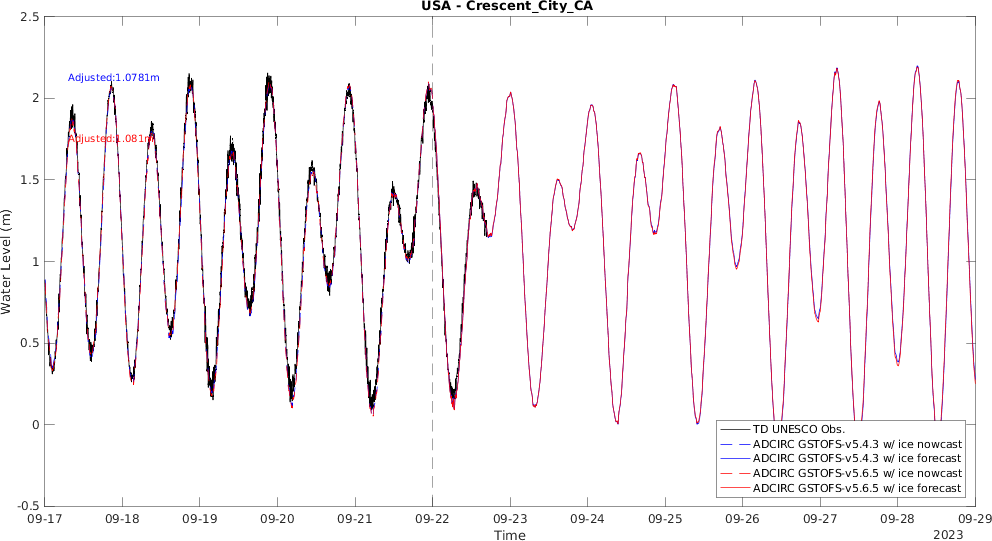 USA - Crescent_City_CA
2.5
2
1.5
1
0.5
0
-0.5
Water Level (m)
Adjusted:1.0781m
Adjusted:1.081m
TD UNESCO Obs.
ADCIRC GSTOFS-v5.4.3 w/ ice nowcast
ADCIRC GSTOFS-v5.4.3 w/ ice forecast
ADCIRC GSTOFS-v5.6.5 w/ ice nowcast
ADCIRC GSTOFS-v5.6.5 w/ ice forecast
09-17 09-18 09-19 09-20 09-21 09-22 09-23 09-24 09-25 09-26 09-27 09-28 09-29
Time
2023